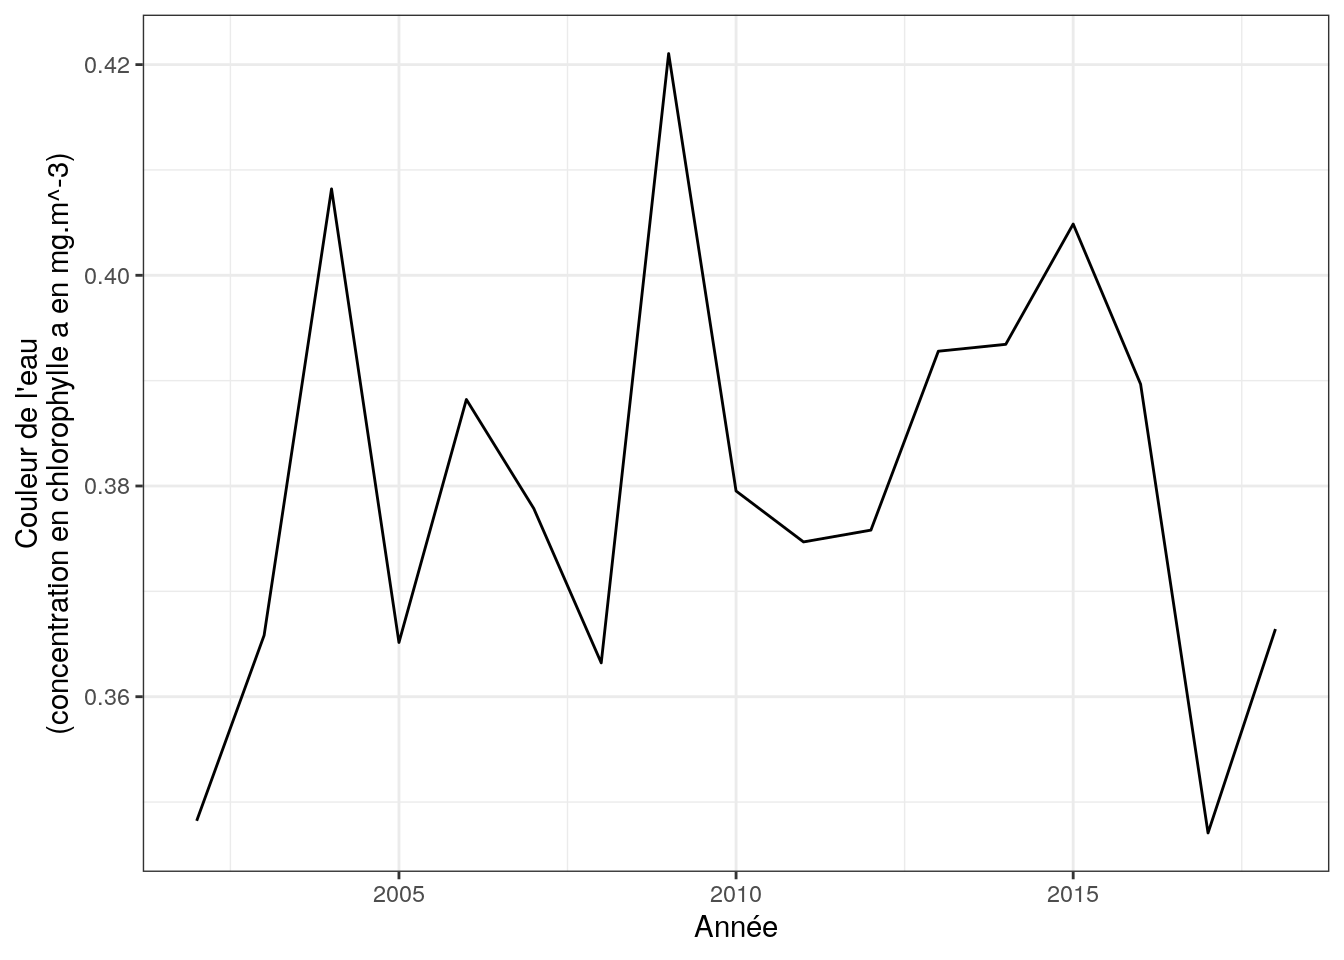 Couleur de l'eau
(concentration en chlorophylle a en mg.m^-3)
0.42
0.40
0.38
0.36
2005 2010 2015
Année